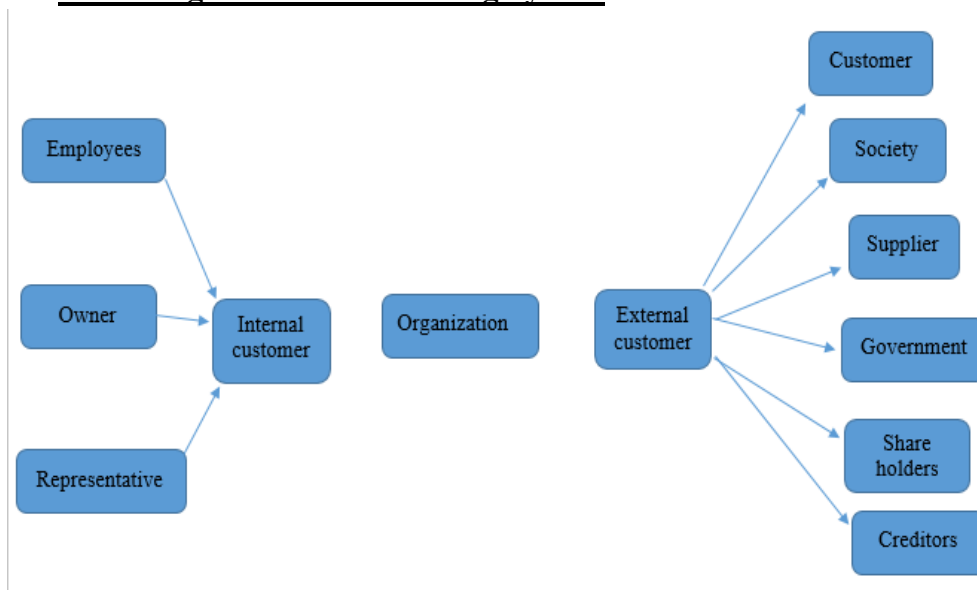 Customer
Employees
Society
Supplier
Owner
Internal
customer
Organization
External
customer
Government
Share
holders
Representative
Creditors